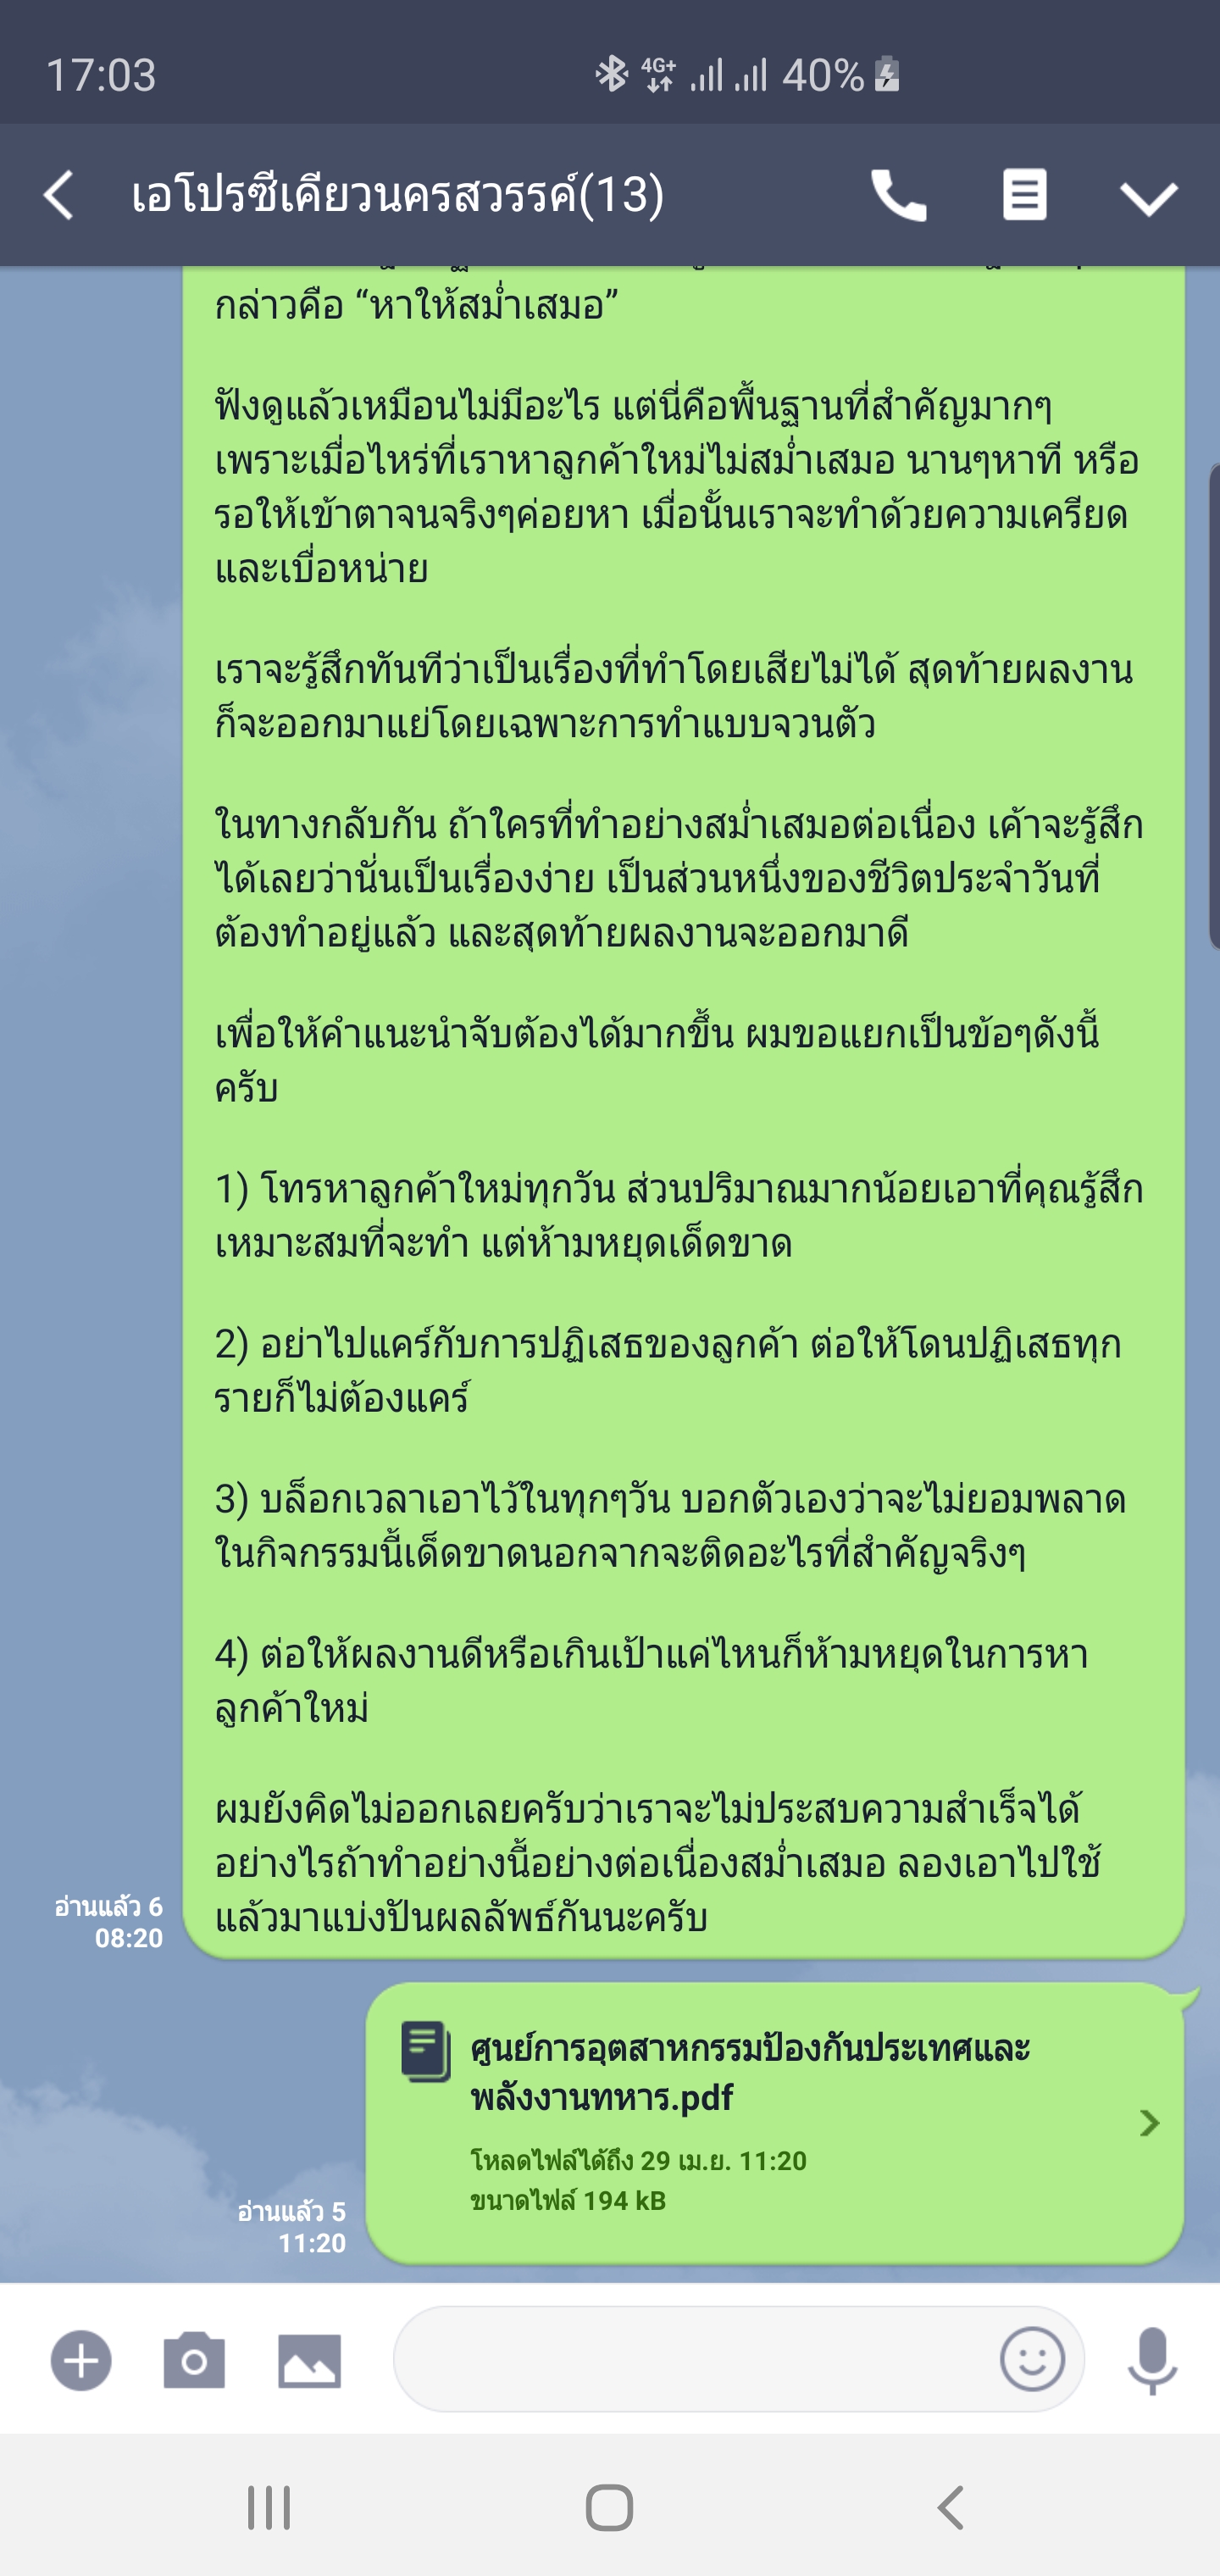 17:03
4G+
40%
เอโปรซีเคียวนครสวรรค์(13)
กล่าวคือ “หาให้สม่ำเสมอ”
ฟังดูแล้วเหมือนไม่มีอะไร แต่นี่คือพื้นฐานที่สำคัญมากๆ
เพราะเมื่อไหร่ที่เราหาลูกค้าใหม่ไม่สม่ำเสมอ นานๆหาที หรือ
รอให้เข้าตาจนจริงๆค่อยหา เมื่อนั้นเราจะทำด้วยความเครียด
และเบื่อหน่าย
เราจะรู้สึกทันทีว่าเป็นเรื่องที่ทำโดยเสียไม่ได้ สุดท้ายผลงาน
ก็จะออกมาแย่โดยเฉพาะการทำแบบจวนตัว
ในทางกลับกัน ถ้าใครที่ทำอย่างสม่ำเสมอต่อเนื่อง เค้าจะรู้สึก
ได้เลยว่านั่นเป็นเรื่องง่าย เป็นส่วนหนึ่งของชีวิตประจำวันที่
ต้องทำอยู่แล้ว และสุดท้ายผลงานจะออกมาดี
เพื่อให้คำแนะนำจับต้องได้มากขึ้น ผมขอแยกเป็นข้อๆดังนี้
ครับ
1) โทรหาลูกค้าใหม่ทุกวัน ส่วนปริมาณมากน้อยเอาที่คุณรู้สึก
เหมาะสมที่จะทำ แต่ห้ามหยุดเด็ดขาด
2) อย่าไปแคร์กับการปฏิเสธของลูกค้า ต่อให้โดนปฏิเสธทุก
รายก็ไม่ต้องแคร์
3) บล็อกเวลาเอาไว้ในทุกๆวัน บอกตัวเองว่าจะไม่ยอมพลาด
ในกิจกรรมนี้เด็ดขาดนอกจากจะติดอะไรที่สำคัญจริงๆ
4) ต่อให้ผลงานดีหรือเกินเป้าแค่ไหนก็ห้ามหยุดในการหา
ลูกค้าใหม่
ผมยังคิดไม่ออกเลยครับว่าเราจะไม่ประสบความสำเร็จได้
อย่างไรถ้าทำอย่างนี้อย่างต่อเนื่องสม่ำเสมอ ลองเอาไปใช้
แล้วมาแบ่งปันผลลัพธ์กันนะครับ
อ่านแล้ว 6
08:20
ศูนย์การอุตสาหกรรมป้องกันประเทศและ
พลังงานทหาร.pdf
โหลดไฟล์ได้ถึง 29 เม.ย. 11:20
ขนาดไฟล์ 194 kB
อ่านแล้ว 5
11:20